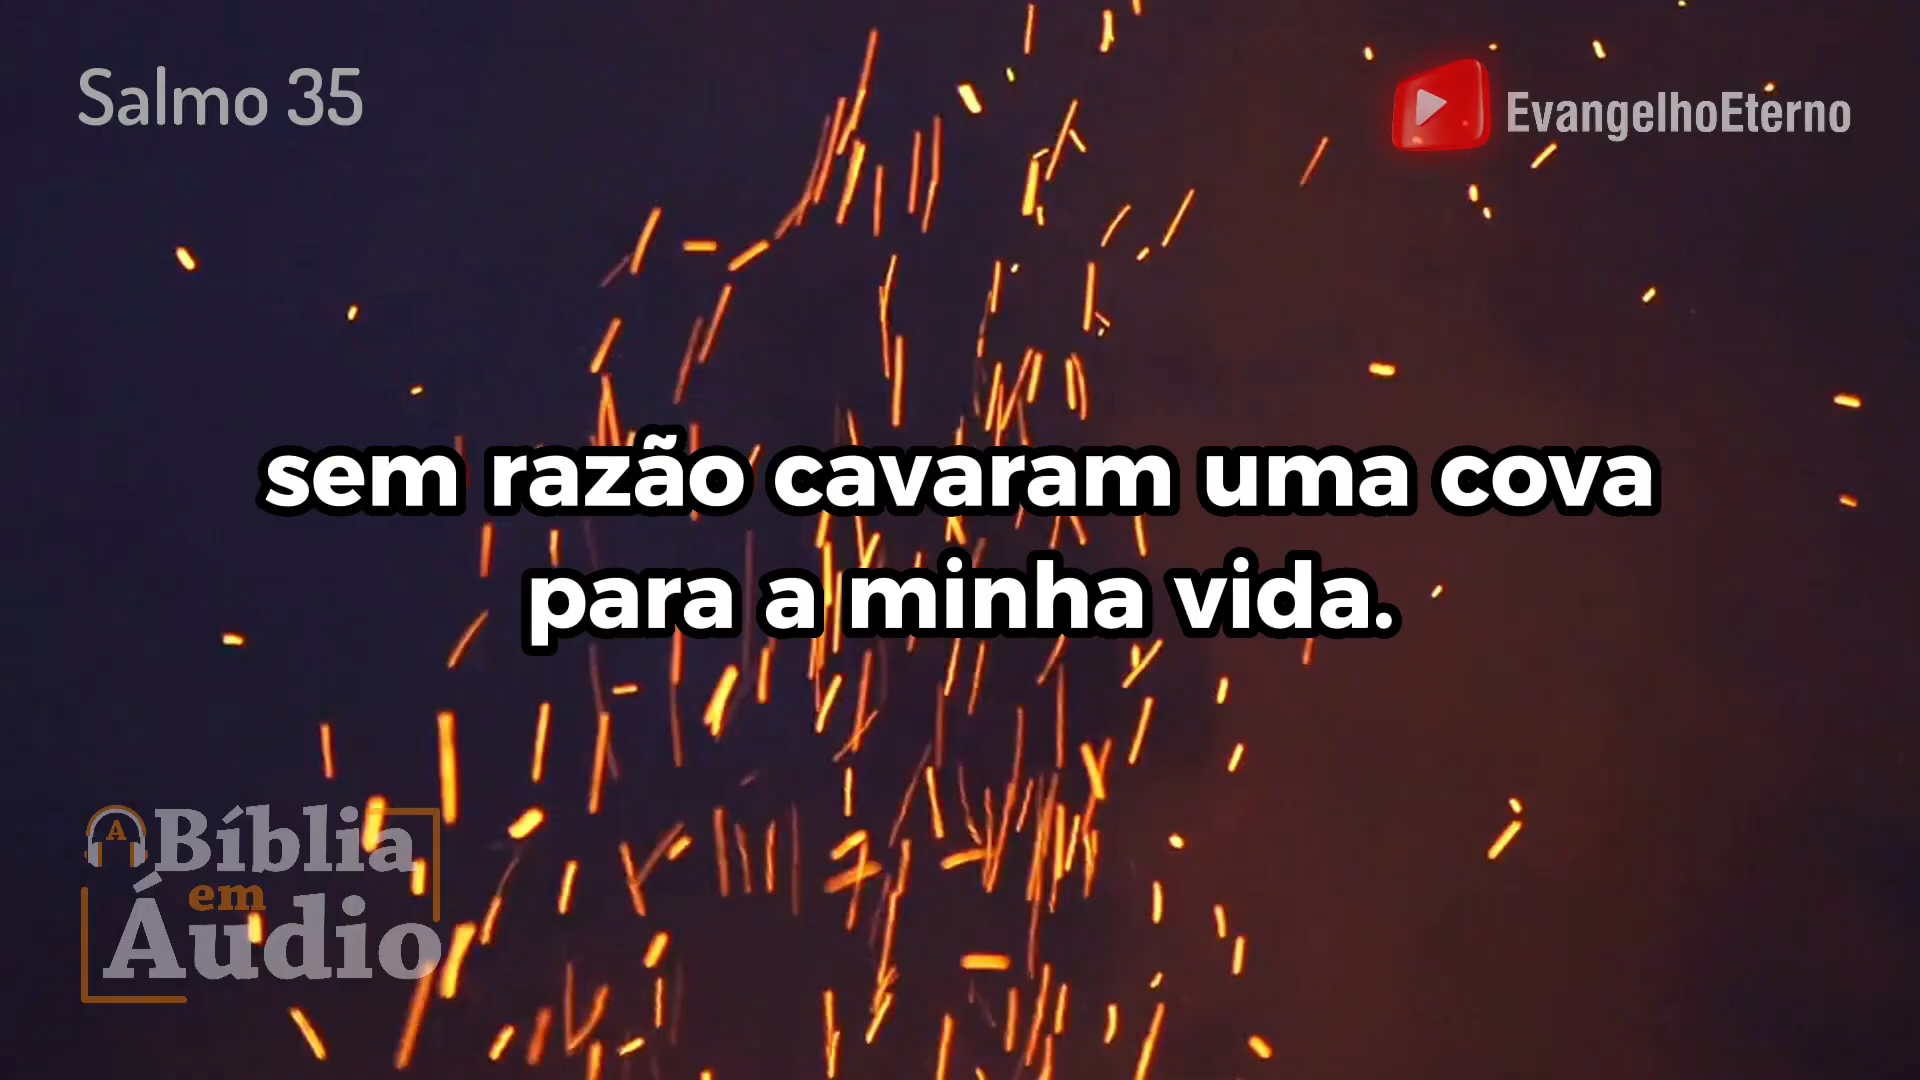 Salmo 35
EvangelhoEterno
sem razão cavaram uma cova
para a minha vida.
A Bíblia
em
Áudio